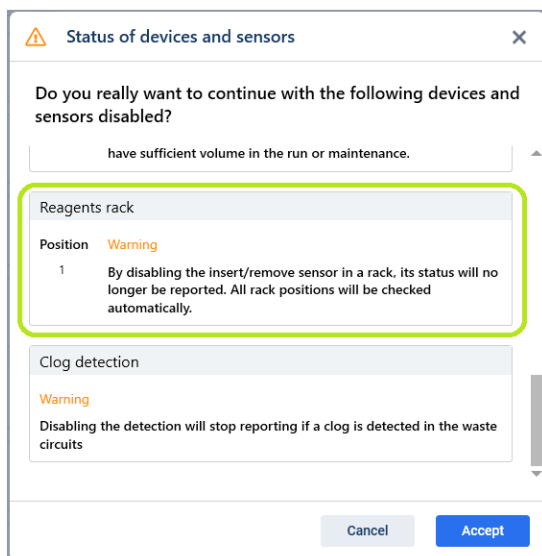 Status of devices and sensors
Do you really want to continue with the following devices and
sensors disabled?
have sufficient volume in the run or maintenance.
Reagents rack
Position Warning
1 By disabling the insert/remove sensor in a rack, its status will no
longer be reported. All rack positions will be checked
automatically.
Clog detection
Warning
Disabling the detection will stop reporting if a clog is detected in the waste
circuits
Cancel Accept